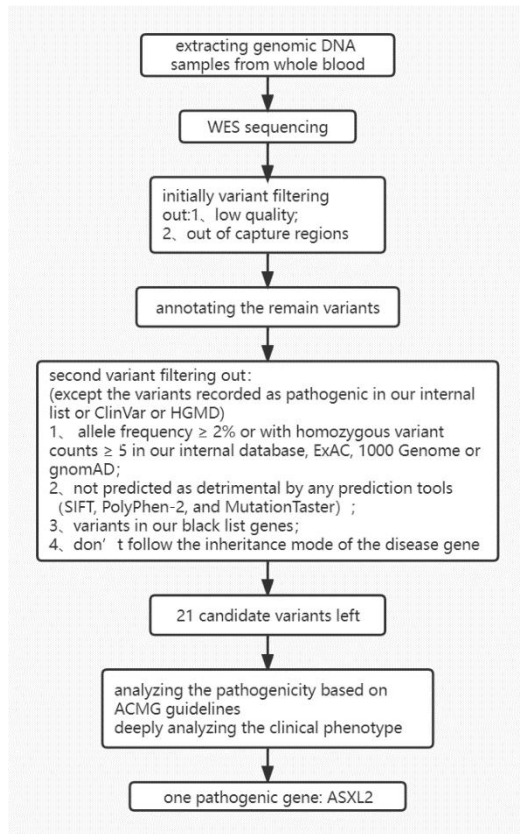 extracting genomic DNA
samples from whole blood
WES sequencing
initially variant filtering
out:1、low quality;
2、out of capture regions
annotating the remain variants
second variant filtering out：
(except the variants recorded as pathogenic in our internal
list or ClinVar or HGMD)
1、 allele frequency ≥ 2% or with homozygous variant
counts ≥ 5 in our internal database, ExAC, 1000 Genome or
gnomAD;
2、not predicted as detrimental by any prediction tools
（SIFT, PolyPhen-2, and MutationTaster）;
3、variants in our black list genes;
4、don't follow the inheritance mode of the disease gene
21 candidate variants left
analyzing the pathogenicity based on
ACMG guidelines
deeply analyzing the clinical phenotype
one pathogenic gene: ASXL2